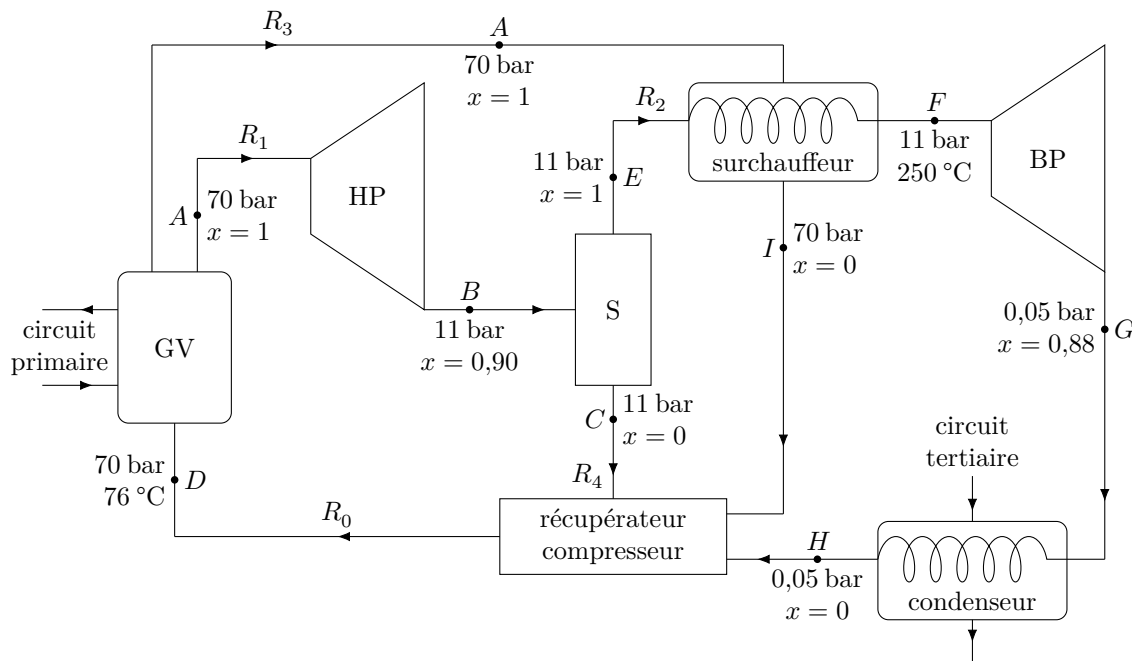 R₃
A
70 bar
x = 1
R₁
A
70 bar
x = 1
HP
R₂
11 bar
x = 1
E
surchauffeur
F
11 bar
250 °C
BP
I
70 bar
x = 0
circuit
primaire
GV
B
11 bar
x = 0,90
S
0,05 bar
x = 0,88
G
C
11 bar
x = 0
R₄
circuit
tertiaire
70 bar
76 °C
D
R₀
récupérateur
compresseur
H
0,05 bar
x = 0
condenseur